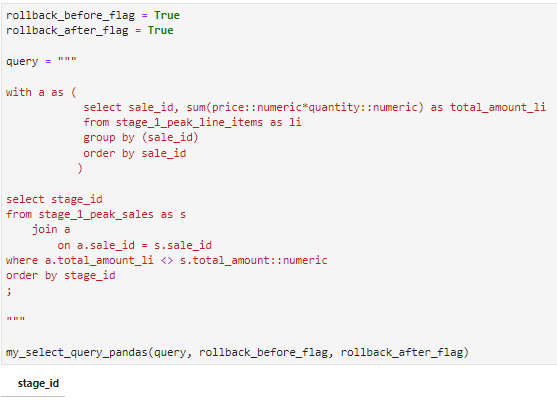 rollback_before_flag = True
rollback_after_flag = True
query = """
with a as (
select sale_id, sum(price::numeric*quantity::numeric) as total_amount_li
from stage_1_peak_line_items as li
group by (sale_id)
order by sale_id
)
select stage_id
from stage_1_peak_sales as s
join a
on a.sale_id = s.sale_id
where a.total_amount_li <> s.total_amount::numeric
order by stage_id
;
"""
my_select_query_pandas(query, rollback_before_flag, rollback_after_flag)
stage_id